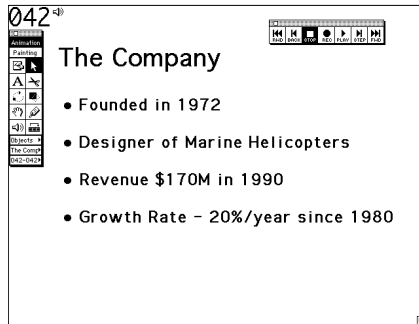 042
Animation
Painting
A
Objects
The Comp
042-042
RWD BACK STOP REC PLAY STEP FWD
The Company
• Founded in 1972
• Designer of Marine Helicopters
• Revenue $170M in 1990
• Growth Rate - 20%/year since 1980